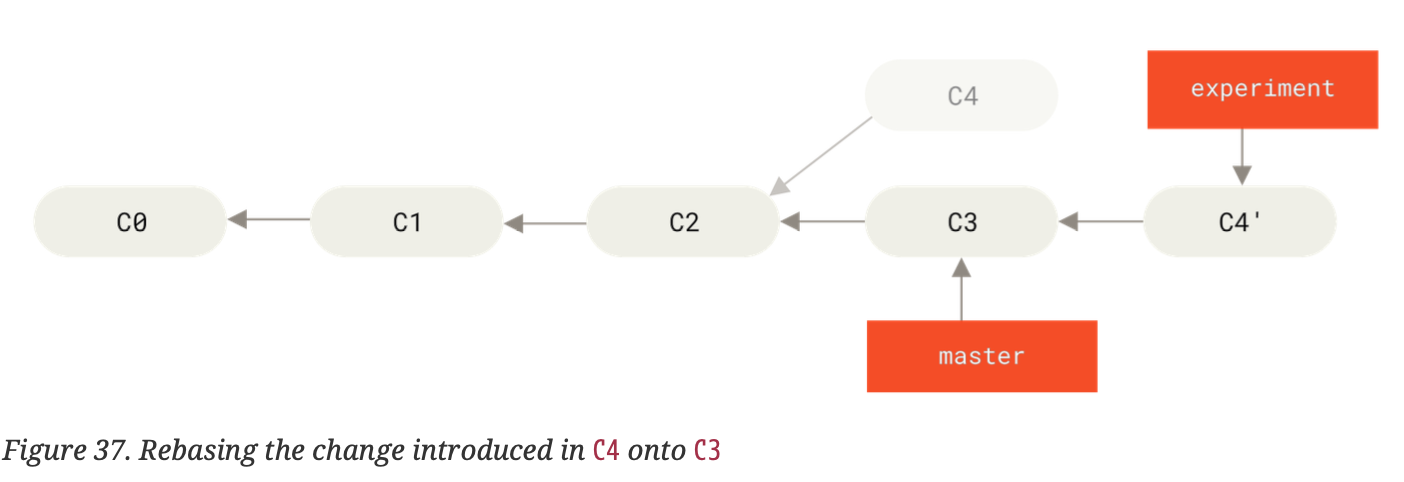 C4
experiment
C0
C1
C2
C3
C4'
master
Figure 37. Rebasing the change introduced in C4 onto C3